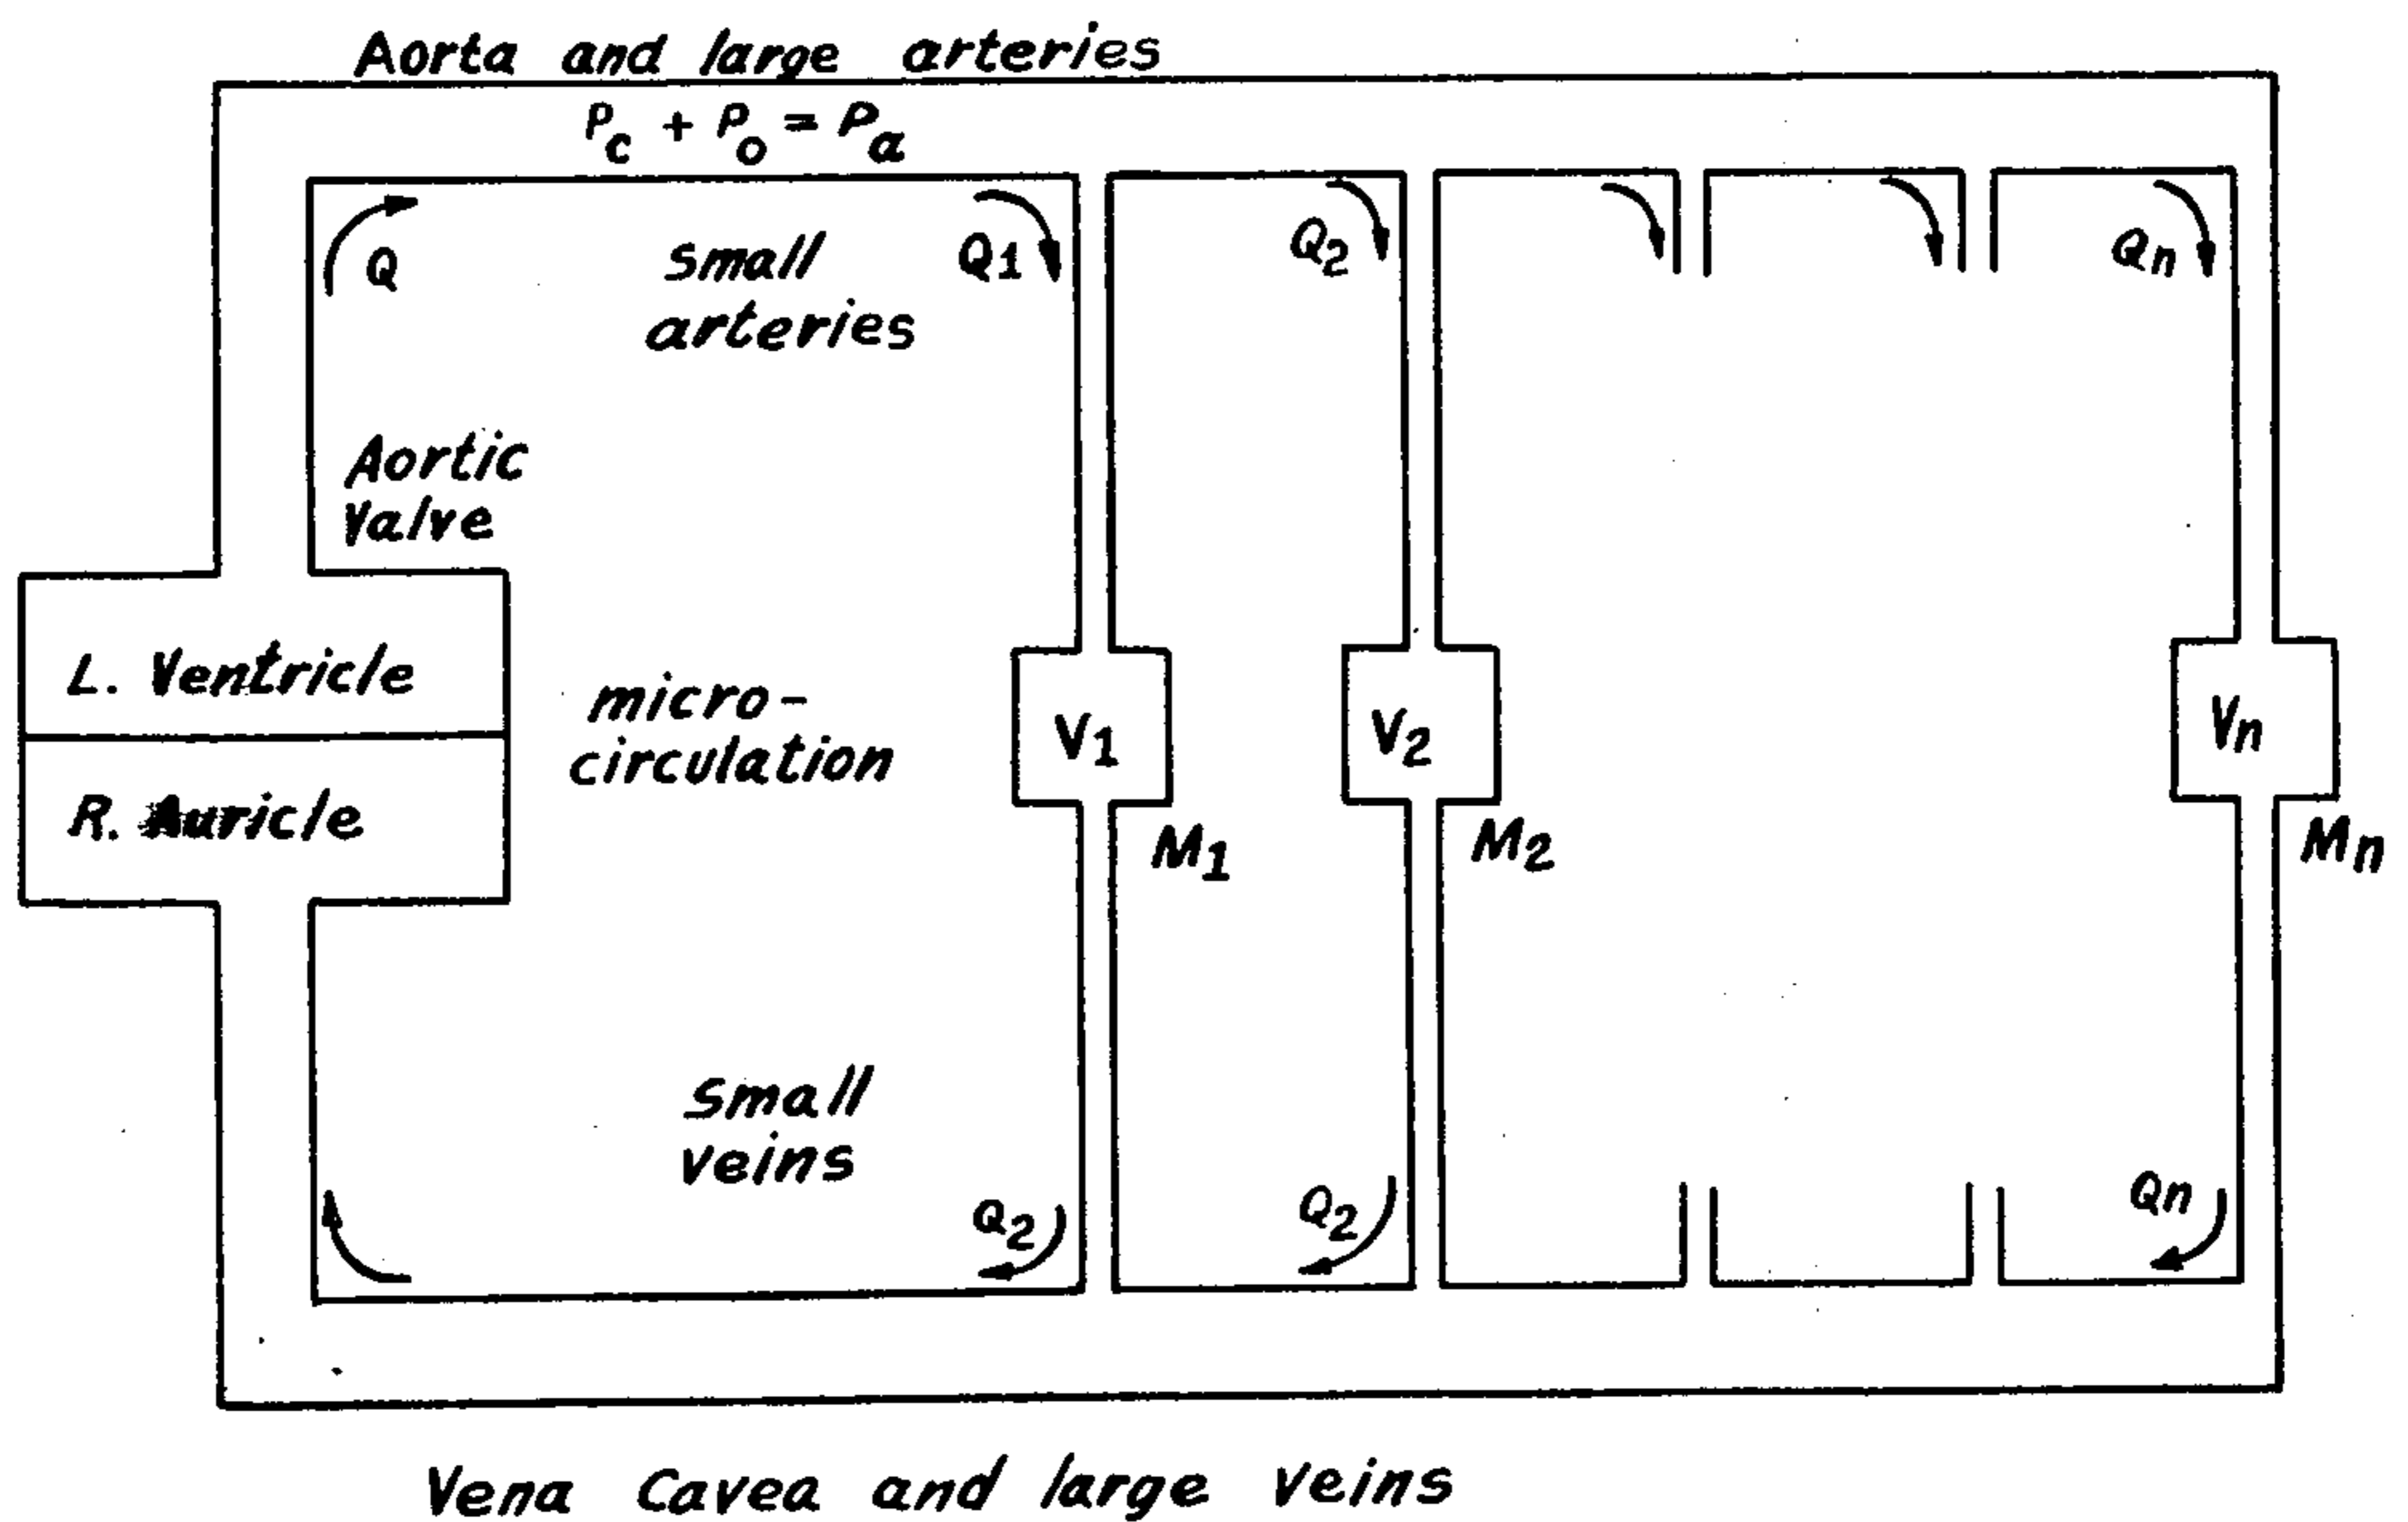 Aorta and large arteries
Pc + Po = Pa
Q
small
arteries
Q1
Q2
Qn
Aortic
Valve
L. Ventricle
R. Auricle
micro-
circulation
V1
V2
Vn
M1
M2
Mn
small
veins
Q2
Q2
Qn
Vena Cavea and large veins